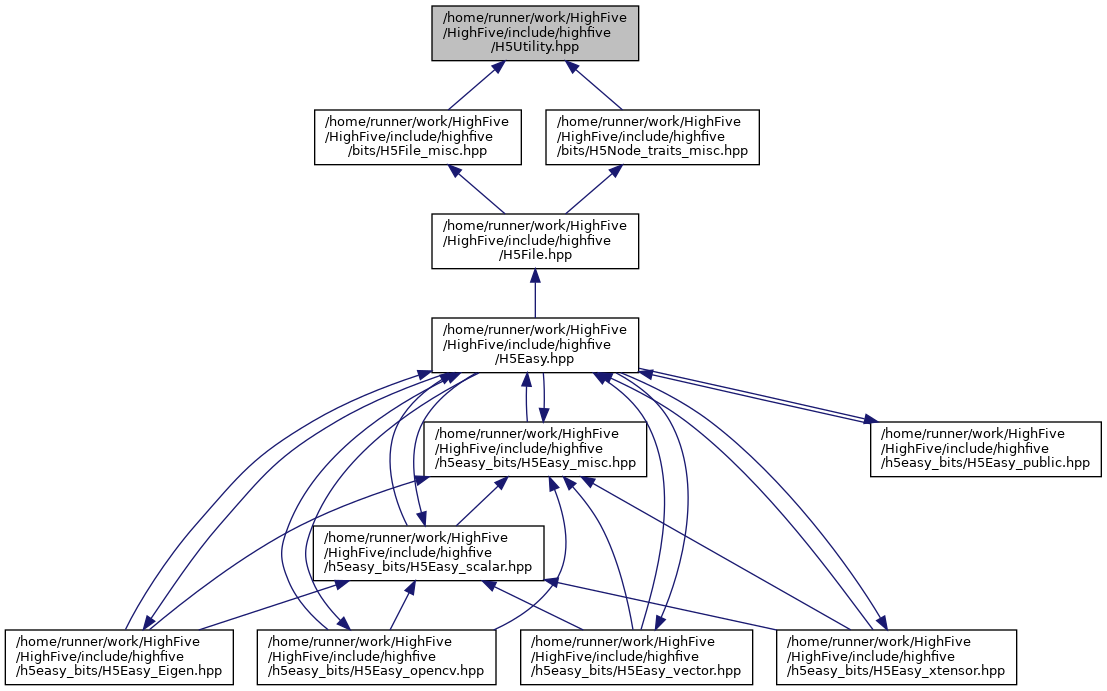 /home/runner/work/HighFive
/HighFive/include/highfive
/H5Utility.hpp
/home/runner/work/HighFive
/HighFive/include/highfive
/bits/H5File_misc.hpp
/home/runner/work/HighFive
/HighFive/include/highfive
/bits/H5Node_traits_misc.hpp
/home/runner/work/HighFive
/HighFive/include/highfive
/H5File.hpp
/home/runner/work/HighFive
/HighFive/include/highfive
/H5Easy.hpp
/home/runner/work/HighFive
/HighFive/include/highfive
/h5easy_bits/H5Easy_misc.hpp
/home/runner/work/HighFive
/HighFive/include/highfive
/h5easy_bits/H5Easy_public.hpp
/home/runner/work/HighFive
/HighFive/include/highfive
/h5easy_bits/H5Easy_scalar.hpp
/home/runner/work/HighFive
/HighFive/include/highfive
/h5easy_bits/H5Easy_Eigen.hpp
/home/runner/work/HighFive
/HighFive/include/highfive
/h5easy_bits/H5Easy_opencv.hpp
/home/runner/work/HighFive
/HighFive/include/highfive
/h5easy_bits/H5Easy_vector.hpp
/home/runner/work/HighFive
/HighFive/include/highfive
/h5easy_bits/H5Easy_xtensor.hpp